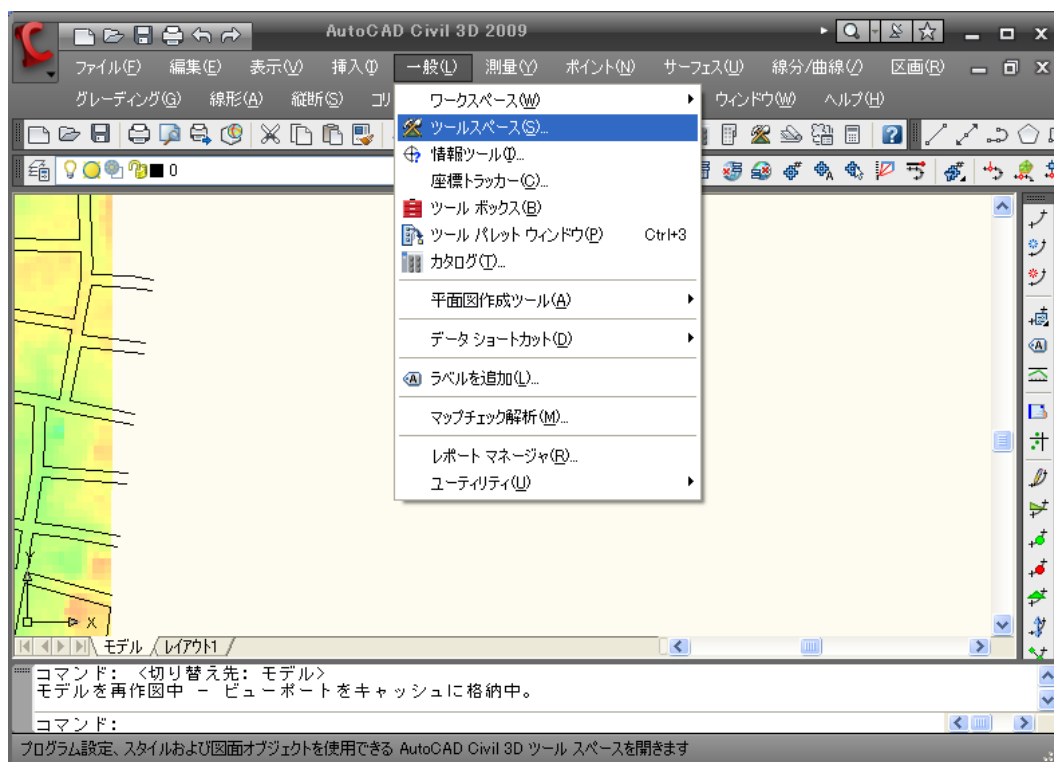 AutoCAD Civil 3D 2009
ファイル(F) 編集(E) 表示(V) 挿入(I) 一般(L) 測量(Y) ポイント(N) サーフェス(U) 線分/曲線(/) 区画(R)
グレーディング(G) 線形(A) 縦断(S) コリ ウィンドウ(W) ヘルプ(H)
0
ワークスペース(W)
ツールスペース(S)...
情報ツール(I)...
座標トラッカー(C)...
ツール ボックス(B)
ツール パレット ウィンドウ(P) Ctrl+3
カタログ(T)...
平面図作成ツール(A)
データ ショートカット(D)
ラベルを追加(L)...
マップチェック解析(M)...
レポート マネージャ(R)...
ユーティリティ(U)
Y
X
モデル レイアウト1
コマンド: <切り替え先: モデル>
モデルを再作図中 - ビューポートをキャッシュに格納中。
コマンド:
プログラム設定、スタイルおよび図面オブジェクトを使用できる AutoCAD Civil 3D ツール スペースを開きます